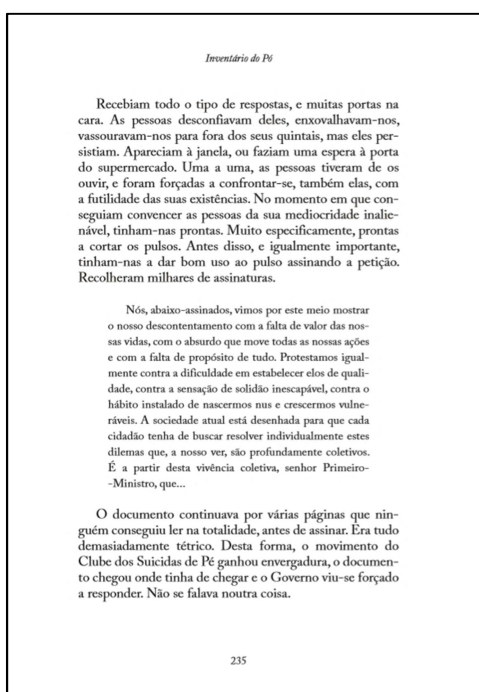 Inventário do Pó
Recebiam todo o tipo de respostas, e muitas portas na
cara. As pessoas desconfiavam deles, enxovalhavam-nos,
vassouravam-nos para fora dos seus quintais, mas eles per-
sistiam. Apareciam à janela, ou faziam uma espera à porta
do supermercado. Uma a uma, as pessoas tiveram de os
ouvir, e foram forçadas a confrontar-se, também elas, com
a futilidade das suas existências. No momento em que con-
seguiam convencer as pessoas da sua mediocridade inalie-
nável, tinham-nas prontas. Muito especificamente, prontas
a cortar os pulsos. Antes disso, e igualmente importante,
tinham-nas a dar bom uso ao pulso assinando a petição.
Recolheram milhares de assinaturas.
Nós, abaixo-assinados, vimos por este meio mostrar
o nosso descontentamento com a falta de valor das nos-
sas vidas, com o absurdo que move todas as nossas ações
e com a falta de propósito de tudo. Protestamos igual-
mente contra a dificuldade em estabelecer elos de quali-
dade, contra a sensação de solidão inescapável, contra o
hábito instalado de nascermos nus e crescermos vulne-
ráveis. A sociedade atual está desenhada para que cada
cidadão tenha de buscar resolver individualmente estes
dilemas que, a nosso ver, são profundamente coletivos.
É a partir desta vivência coletiva, senhor Primeiro-
-Ministro, que...
O documento continuava por várias páginas que nin-
guém conseguiu ler na totalidade, antes de assinar. Era tudo
demasiadamente tétrico. Desta forma, o movimento do
Clube dos Suicidas de Pé ganhou envergadura, o documen-
to chegou onde tinha de chegar e o Governo viu-se forçado
a responder. Não se falava noutra coisa.
235